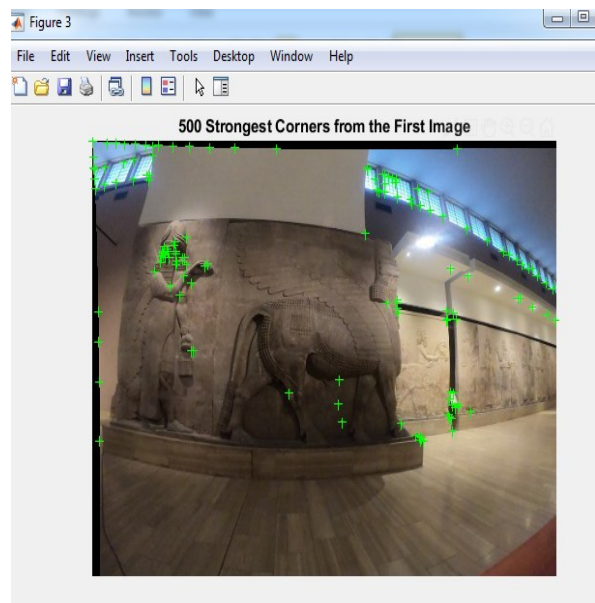 Figure 3
File Edit View Insert Tools Desktop Window Help
500 Strongest Corners from the First Image